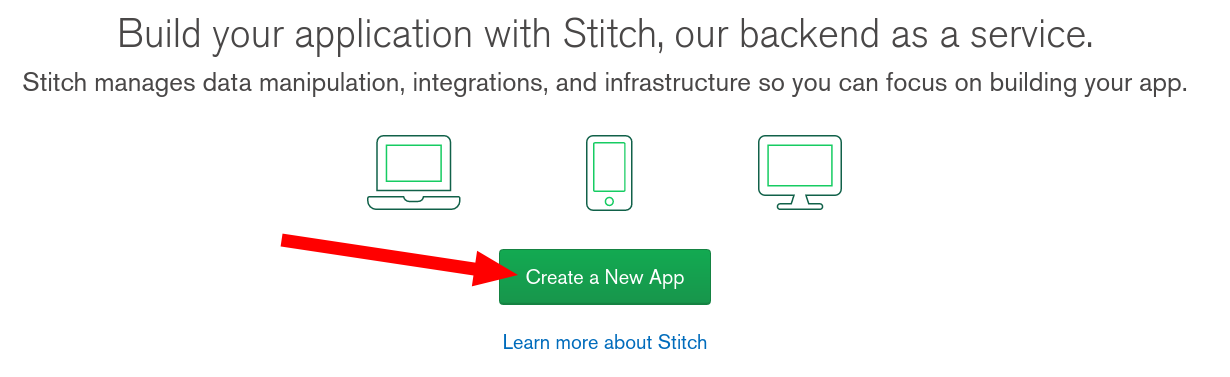 Build your application with Stitch, our backend as a service.
Stitch manages data manipulation, integrations, and infrastructure so you can focus on building your app.
Create a New App
Learn more about Stitch